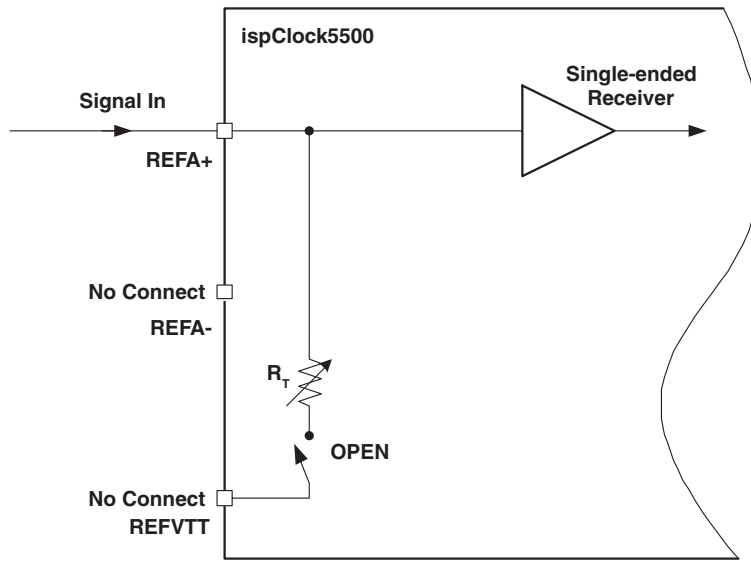 ispClock5500
Single-ended
Receiver
Signal In
REFA+
No Connect
REFA-
RT
OPEN
No Connect
REFVTT